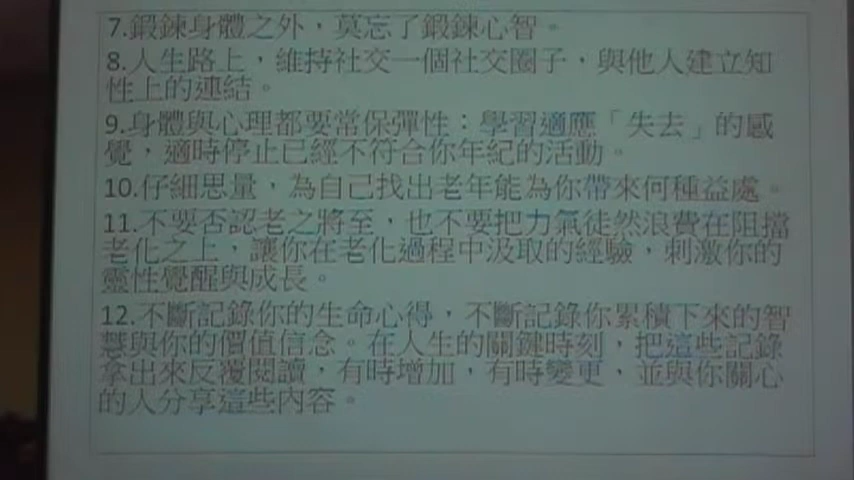 7.鍛鍊身體之外，莫忘了鍛鍊心智。
8.人生路上，維持社交一個社交圈子，與他人建立知
性上的連結。
9.身體與心理都要常保彈性：學習適應「失去」的感
覺，適時停止已經不符合你年紀的活動。
10.仔細思量，為自己找出老年能為你帶來何種益處。
11.不要否認老之將至，也不要把力氣徒然浪費在阻擋
老化之上，讓你在老化過程中汲取的經驗，刺激你的
靈性覺醒與成長。
12.不斷記錄你的生命心得，不斷記錄你累積下來的智
慧與你的價值信念。在人生的關鍵時刻，把這些記錄
拿出來反覆閱讀，有時增加，有時變更，並與你關心
的人分享這些內容。